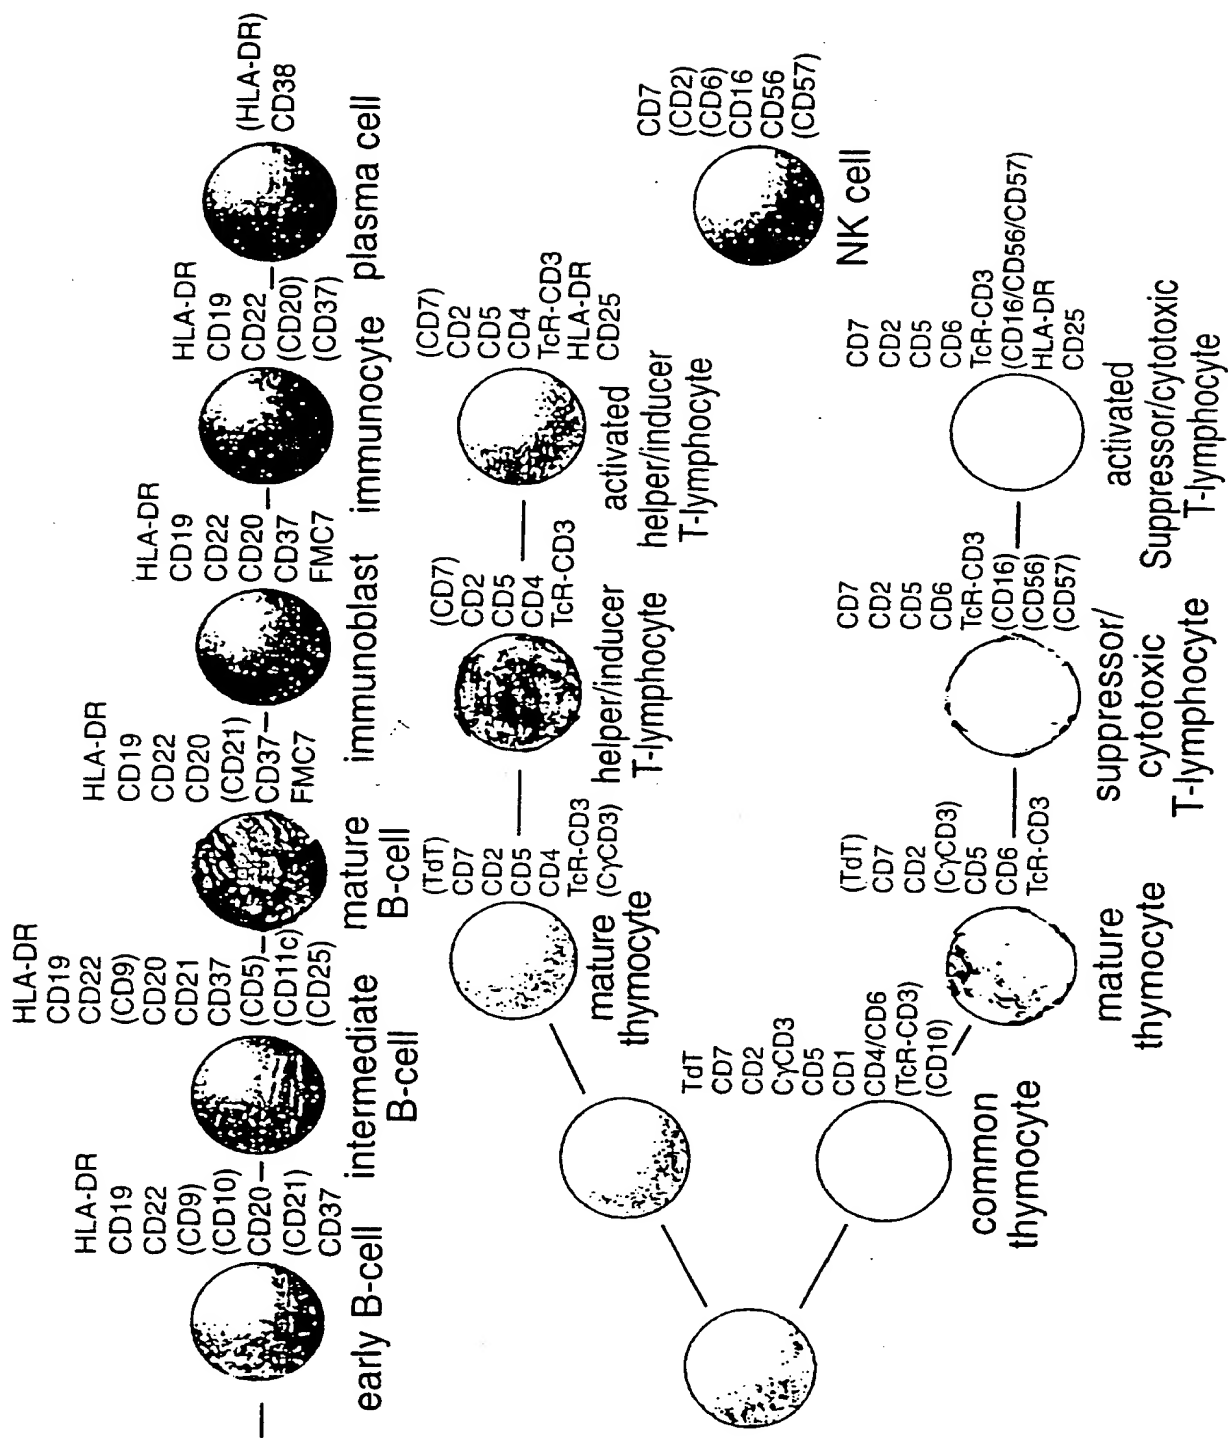 HLA-DR
CD19
CD22
(CD9)
(CD10)
CD20
(CD21)
CD37
early B-cell
HLA-DR
CD19
CD22
(CD9)
CD20
CD21
CD37
(CD5)
(CD11c)
(CD25)
intermediate
B-cell
HLA-DR
CD19
CD22
CD20
(CD21)
CD37
FMC7
mature
B-cell
HLA-DR
CD19
CD22
CD20
CD37
FMC7
immunoblast
HLA-DR
CD19
CD22
(CD20)
(CD37)
immunocyte
(HLA-DR)
CD38
plasma cell
(TdT)
CD7
CD2
CD5
CD4
TcR-CD3
(CγCD3)
mature
thymocyte
(CD7)
CD2
CD5
CD4
TcR-CD3
helper/inducer
T-lymphocyte
(CD7)
CD2
CD5
CD4
TcR-CD3
HLA-DR
CD25
activated
helper/inducer
T-lymphocyte
CD7
(CD2)
(CD6)
CD16
CD56
(CD57)
NK cell
TdT
CD7
CD2
CγCD3
CD5
CD1
CD4/CD6
(TcR-CD3)
(CD10)
common
thymocyte
(TdT)
CD7
CD2
(CγCD3)
CD5
CD6
TcR-CD3
mature
thymocyte
CD7
CD2
CD5
CD6
TcR-CD3
(CD16)
(CD56)
(CD57)
suppressor/
cytotoxic
T-lymphocyte
CD7
CD2
CD5
CD6
TcR-CD3
(CD16/CD56/CD57)
HLA-DR
CD25
activated
Suppressor/cytotoxic
T-lymphocyte